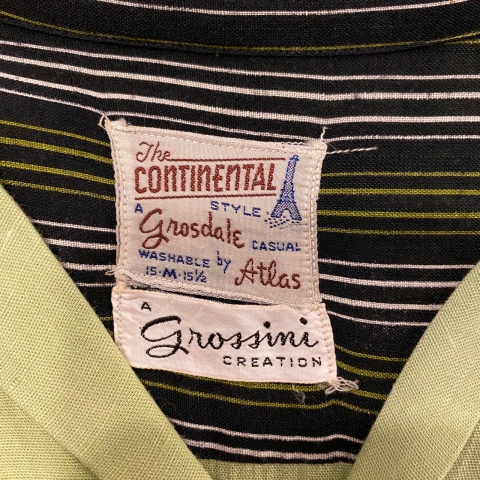 The
CONTINENTAL
A STYLE
Grosdale CASUAL
WASHABLE by Atlas
15·M·15½
A
Grossini
CREATION